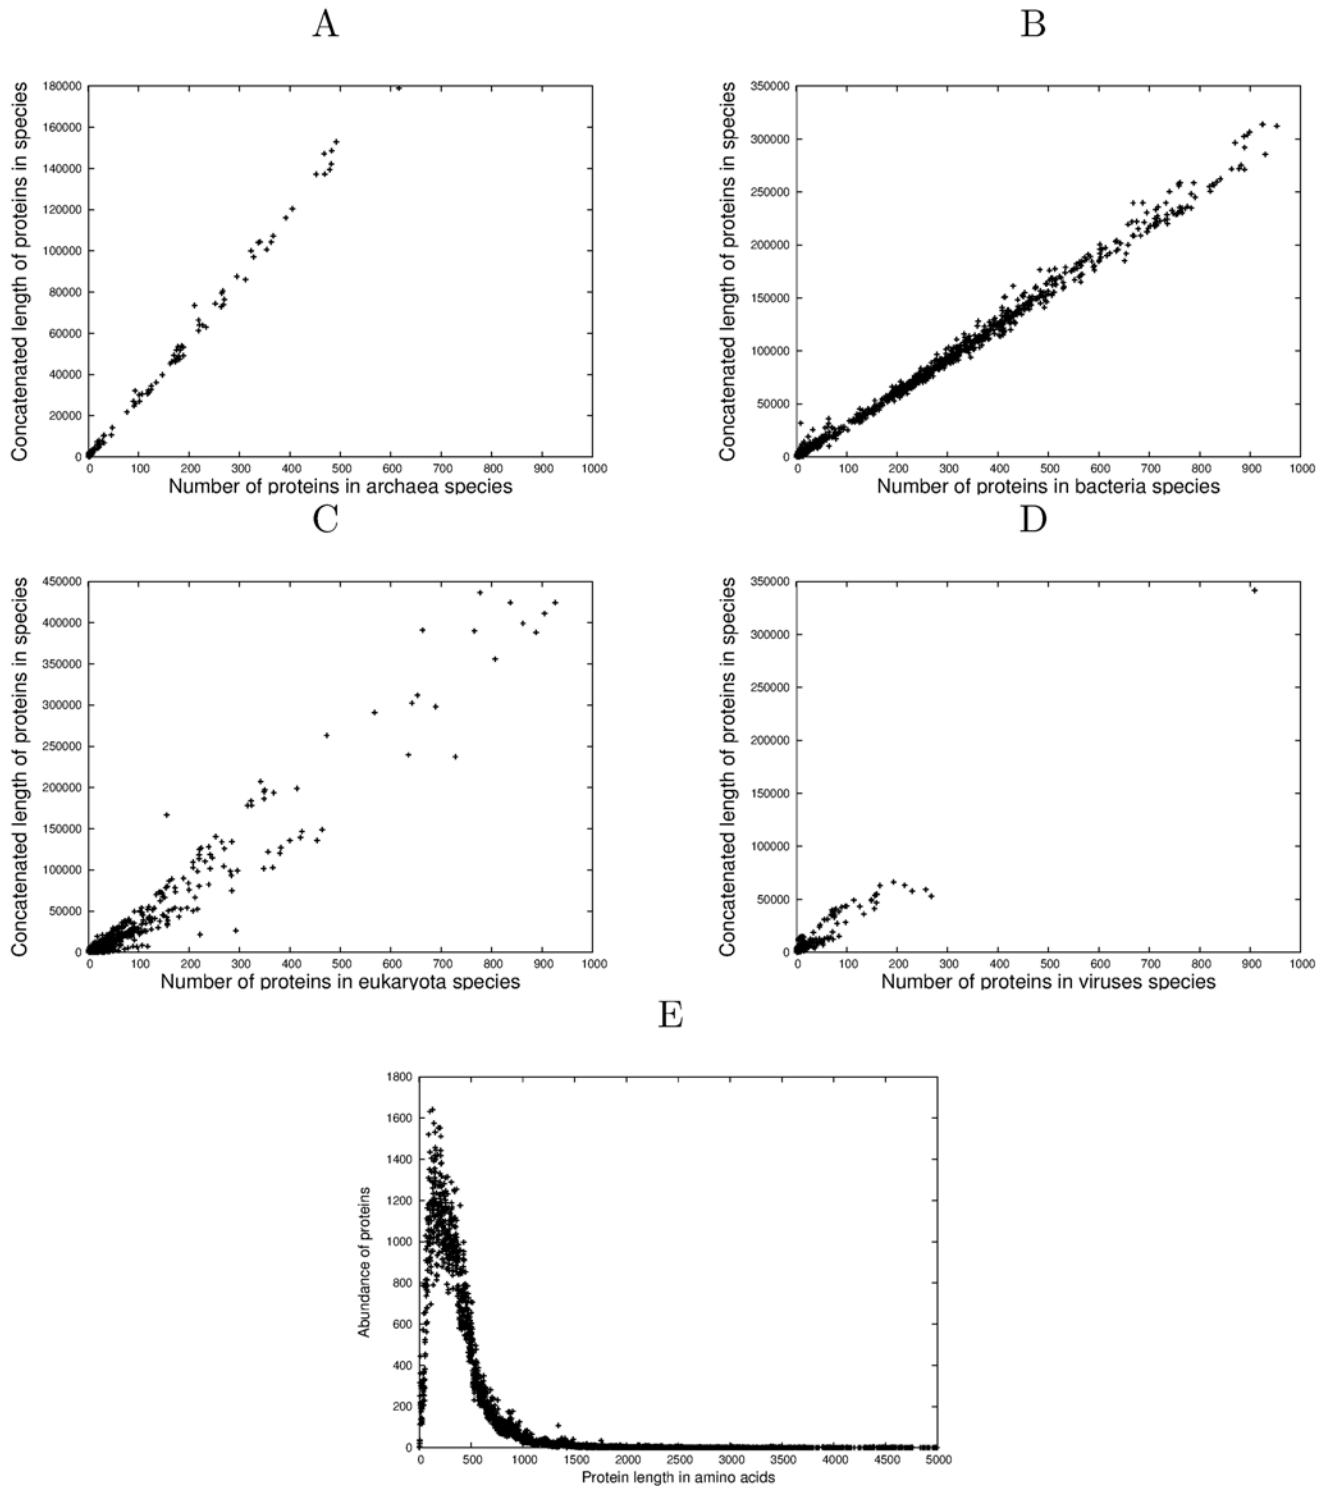 A
B
Concatenated length of proteins in species
180000
160000
140000
120000
100000
80000
60000
40000
20000
0
0 100 200 300 400 500 600 700 800 900 1000
Number of proteins in archaea species
Concatenated length of proteins in species
350000
300000
250000
200000
150000
100000
50000
0
0 100 200 300 400 500 600 700 800 900 1000
Number of proteins in bacteria species
C
D
Concatenated length of proteins in species
450000
400000
350000
300000
250000
200000
150000
100000
50000
0
0 100 200 300 400 500 600 700 800 900 1000
Number of proteins in eukaryota species
Concatenated length of proteins in species
350000
300000
250000
200000
150000
100000
50000
0
0 100 200 300 400 500 600 700 800 900 1000
Number of proteins in viruses species
E
Abundance of proteins
1800
1600
1400
1200
1000
800
600
400
200
0
0 500 1000 1500 2000 2500 3000 3500 4000 4500 5000
Protein length in amino acids